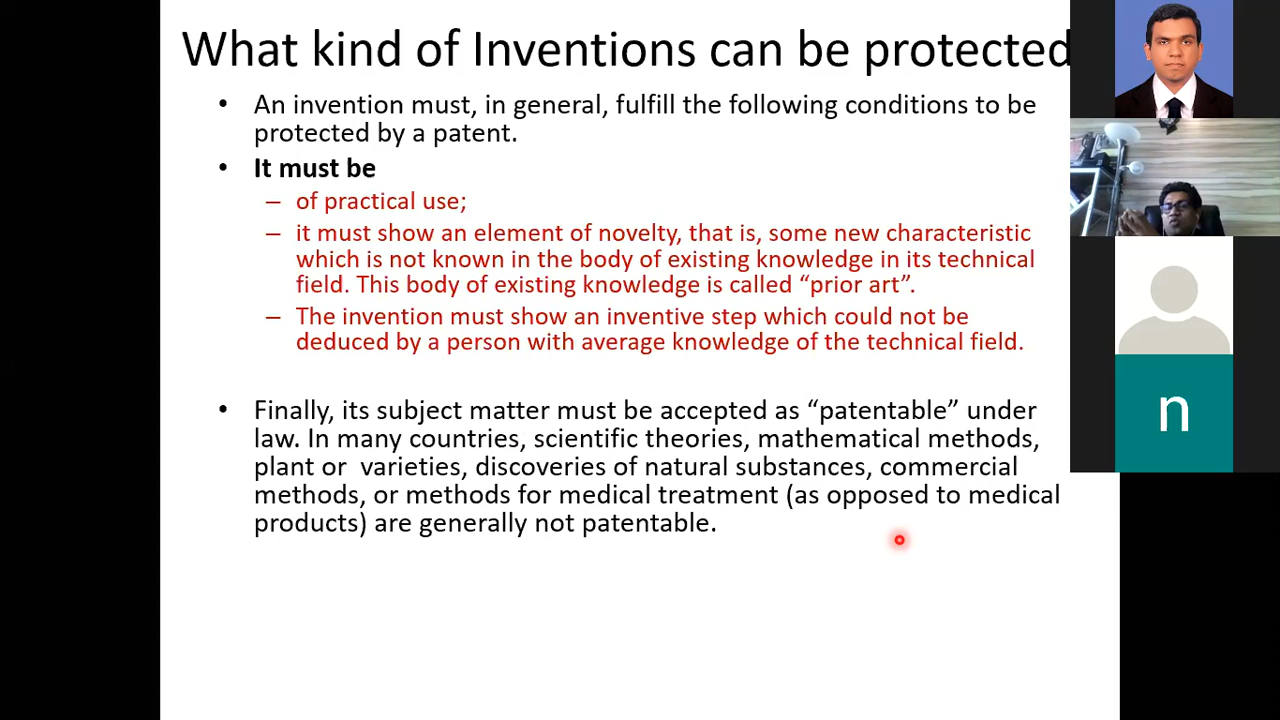 What kind of Inventions can be protected
• An invention must, in general, fulfill the following conditions to be
protected by a patent.
• It must be
– of practical use;
– it must show an element of novelty, that is, some new characteristic
which is not known in the body of existing knowledge in its technical
field. This body of existing knowledge is called “prior art”.
– The invention must show an inventive step which could not be
deduced by a person with average knowledge of the technical field.
• Finally, its subject matter must be accepted as “patentable” under
law. In many countries, scientific theories, mathematical methods,
plant or varieties, discoveries of natural substances, commercial
methods, or methods for medical treatment (as opposed to medical
products) are generally not patentable.
n